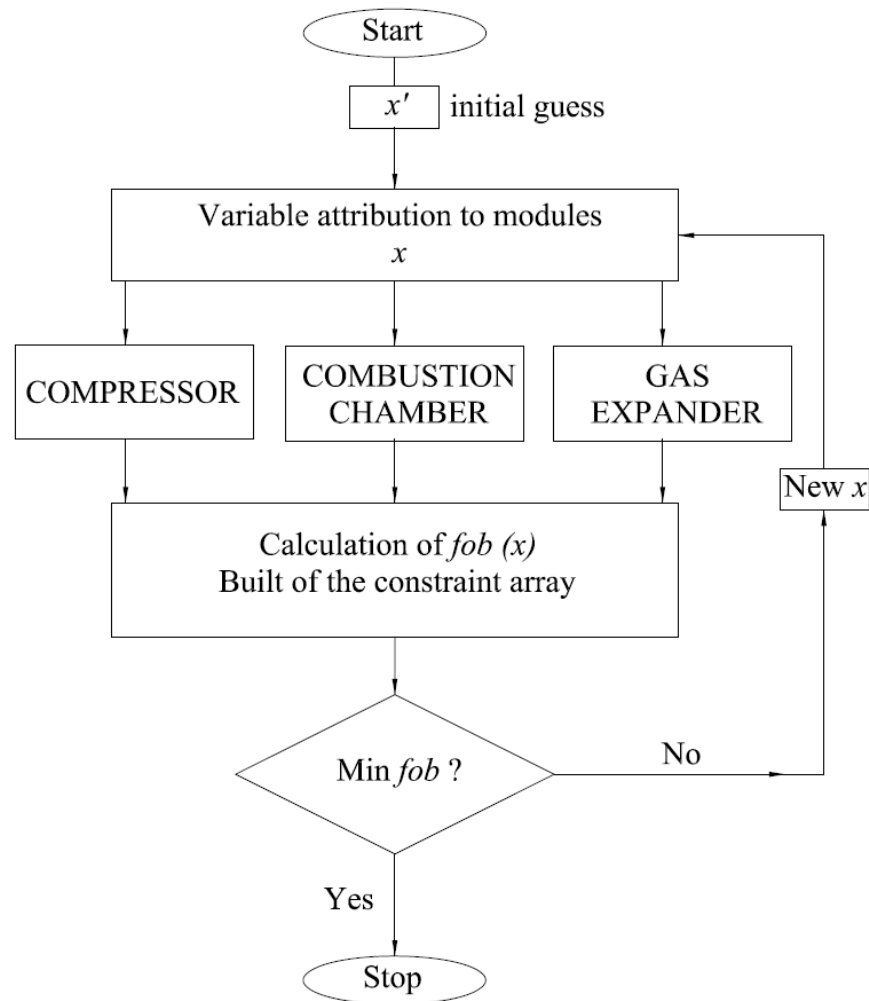 Start
x' initial guess
Variable attribution to modules
x
COMPRESSOR
COMBUSTION
CHAMBER
GAS
EXPANDER
New x
Calculation of fob (x)
Built of the constraint array
Min fob ?
No
Yes
Stop